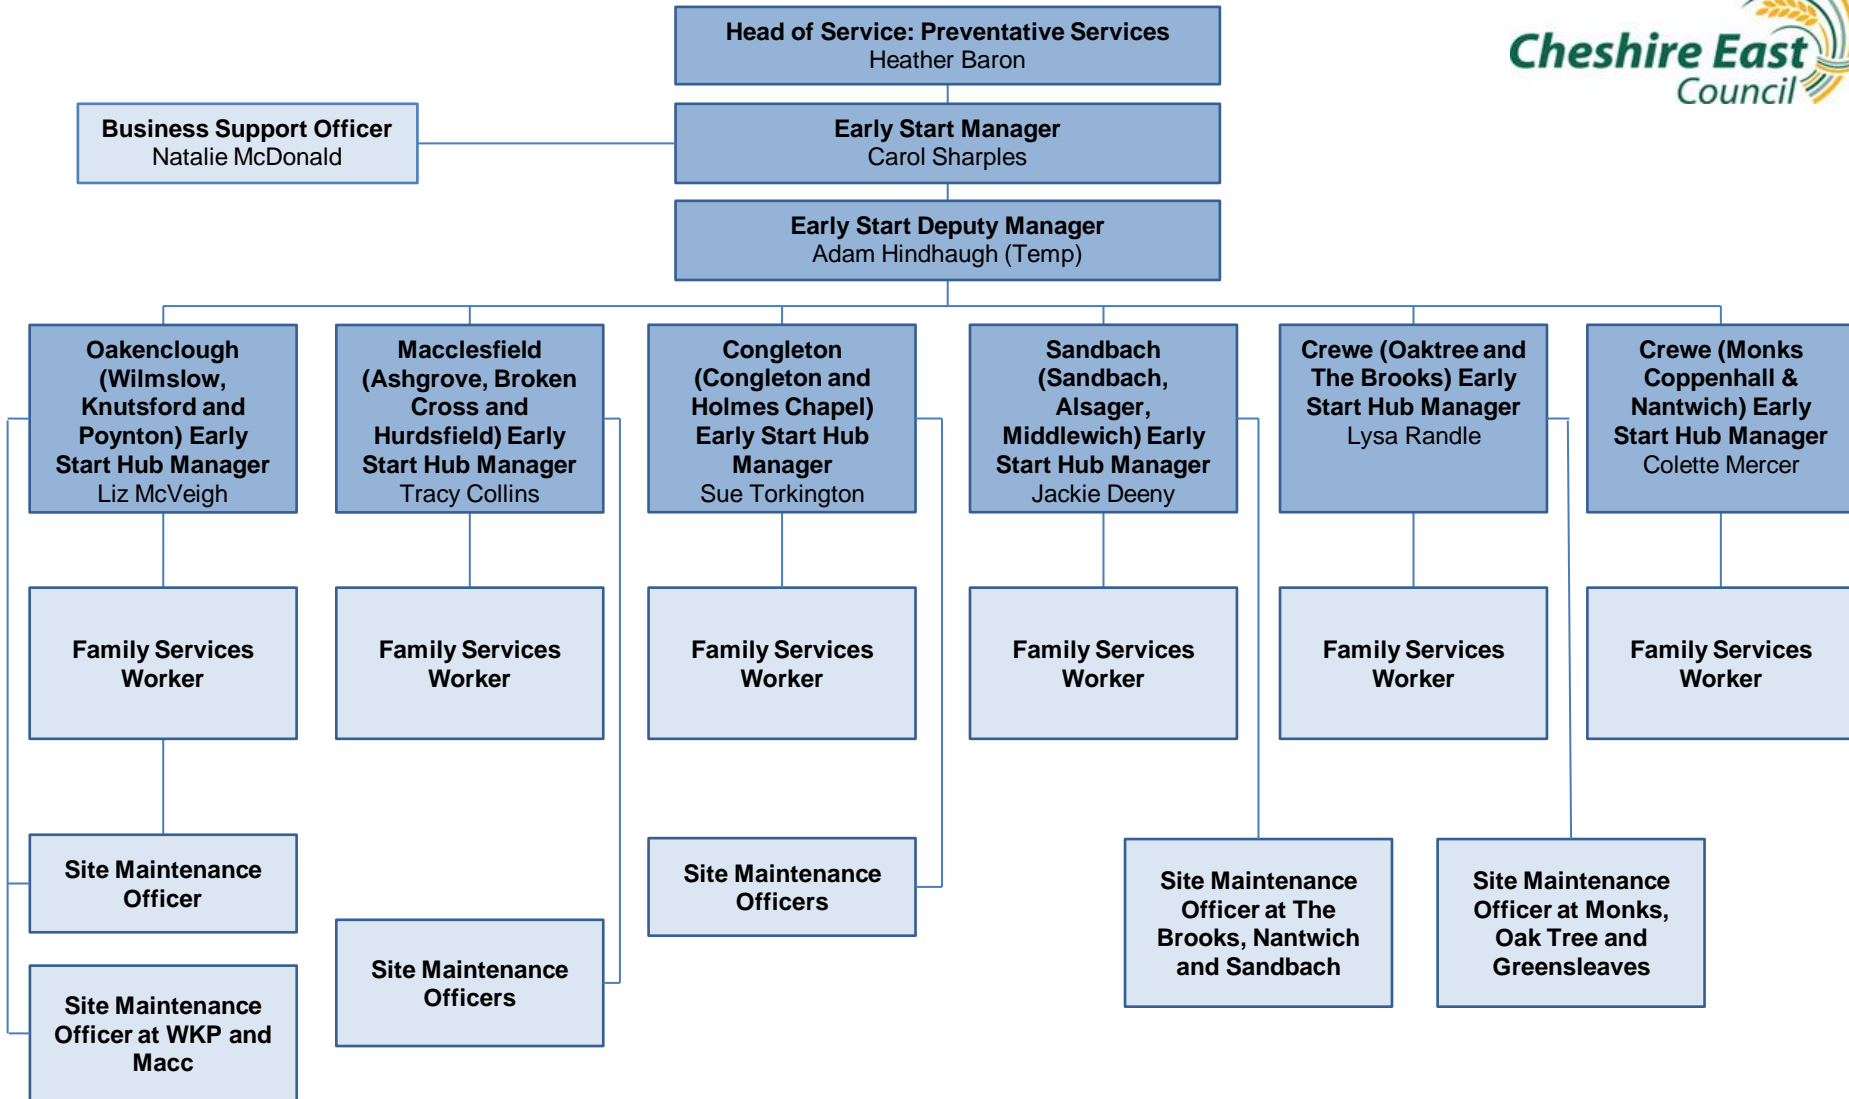 Head of Service: Preventative Services
Heather Baron
Cheshire East
Council
Business Support Officer
Natalie McDonald
Early Start Manager
Carol Sharples
Early Start Deputy Manager
Adam Hindhaugh (Temp)
Oakenclough
(Wilmslow,
Knutsford and
Poynton) Early
Start Hub Manager
Liz McVeigh
Macclesfield
(Ashgrove, Broken
Cross and
Hurdsfield) Early
Start Hub Manager
Tracy Collins
Congleton
(Congleton and
Holmes Chapel)
Early Start Hub
Manager
Sue Torkington
Sandbach
(Sandbach,
Alsager,
Middlewich) Early
Start Hub Manager
Jackie Deeny
Crewe (Oaktree and
The Brooks) Early
Start Hub Manager
Lysa Randle
Crewe (Monks
Coppenhall &
Nantwich) Early
Start Hub Manager
Colette Mercer
Family Services
Worker
Family Services
Worker
Family Services
Worker
Family Services
Worker
Family Services
Worker
Family Services
Worker
Site Maintenance
Officer
Site Maintenance
Officers
Site Maintenance
Officers
Site Maintenance
Officer at The
Brooks, Nantwich
and Sandbach
Site Maintenance
Officer at Monks,
Oak Tree and
Greensleaves
Site Maintenance
Officer at WKP and
Macc